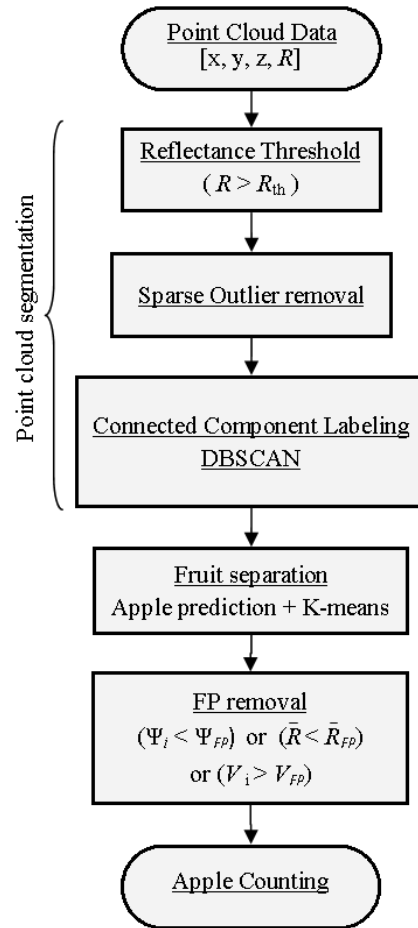 Point Cloud Data
[x, y, z, R]
Point cloud segmentation
Reflectance Threshold
( R > Rth )
Sparse Outlier removal
Connected Component Labeling
DBSCAN
Fruit separation
Apple prediction + K-means
FP removal
(Ψi < ΨFP) or (R̄ < R̄FP)
or (Vi > VFP)
Apple Counting